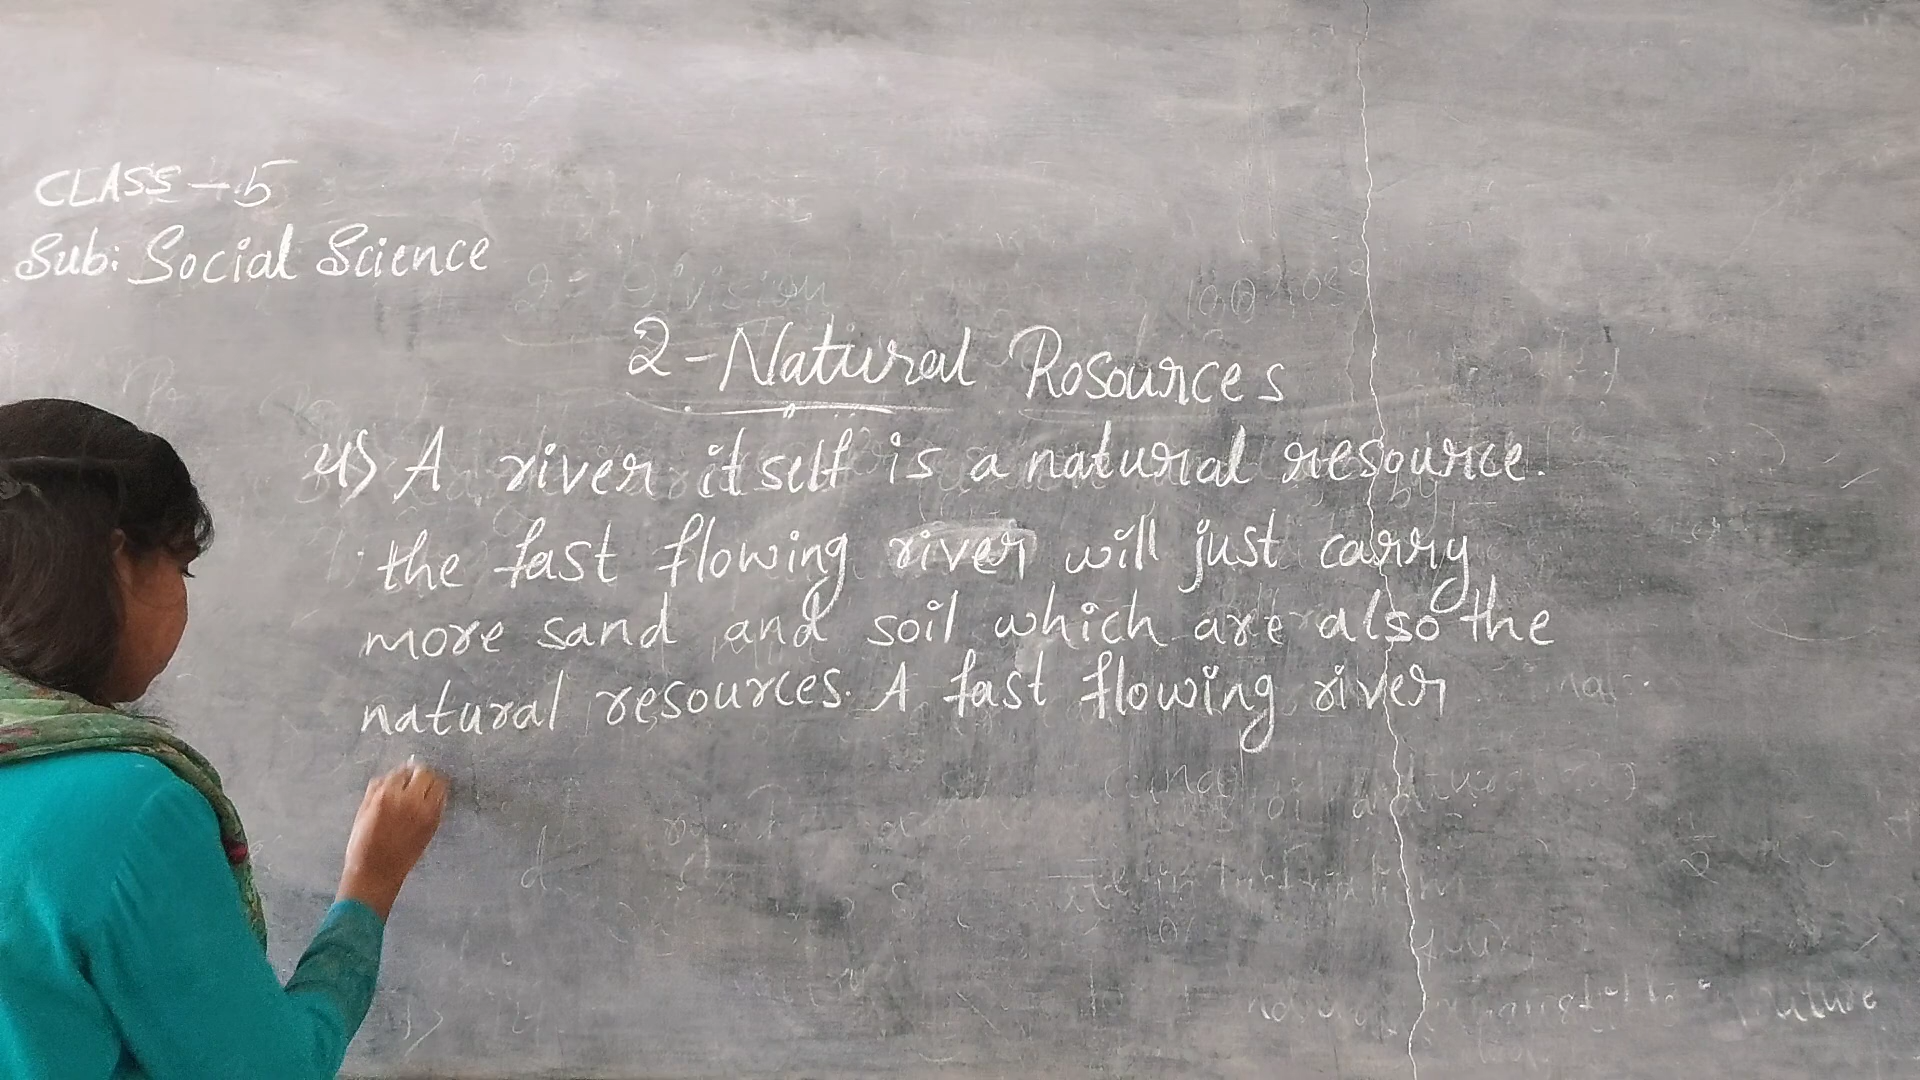 CLASS - 5
Sub: Social Science
2-Natural Rosources
4) A river itself is a natural resource.
the fast flowing river will just carry
more sand and soil which are also the
natural resources. A fast flowing river